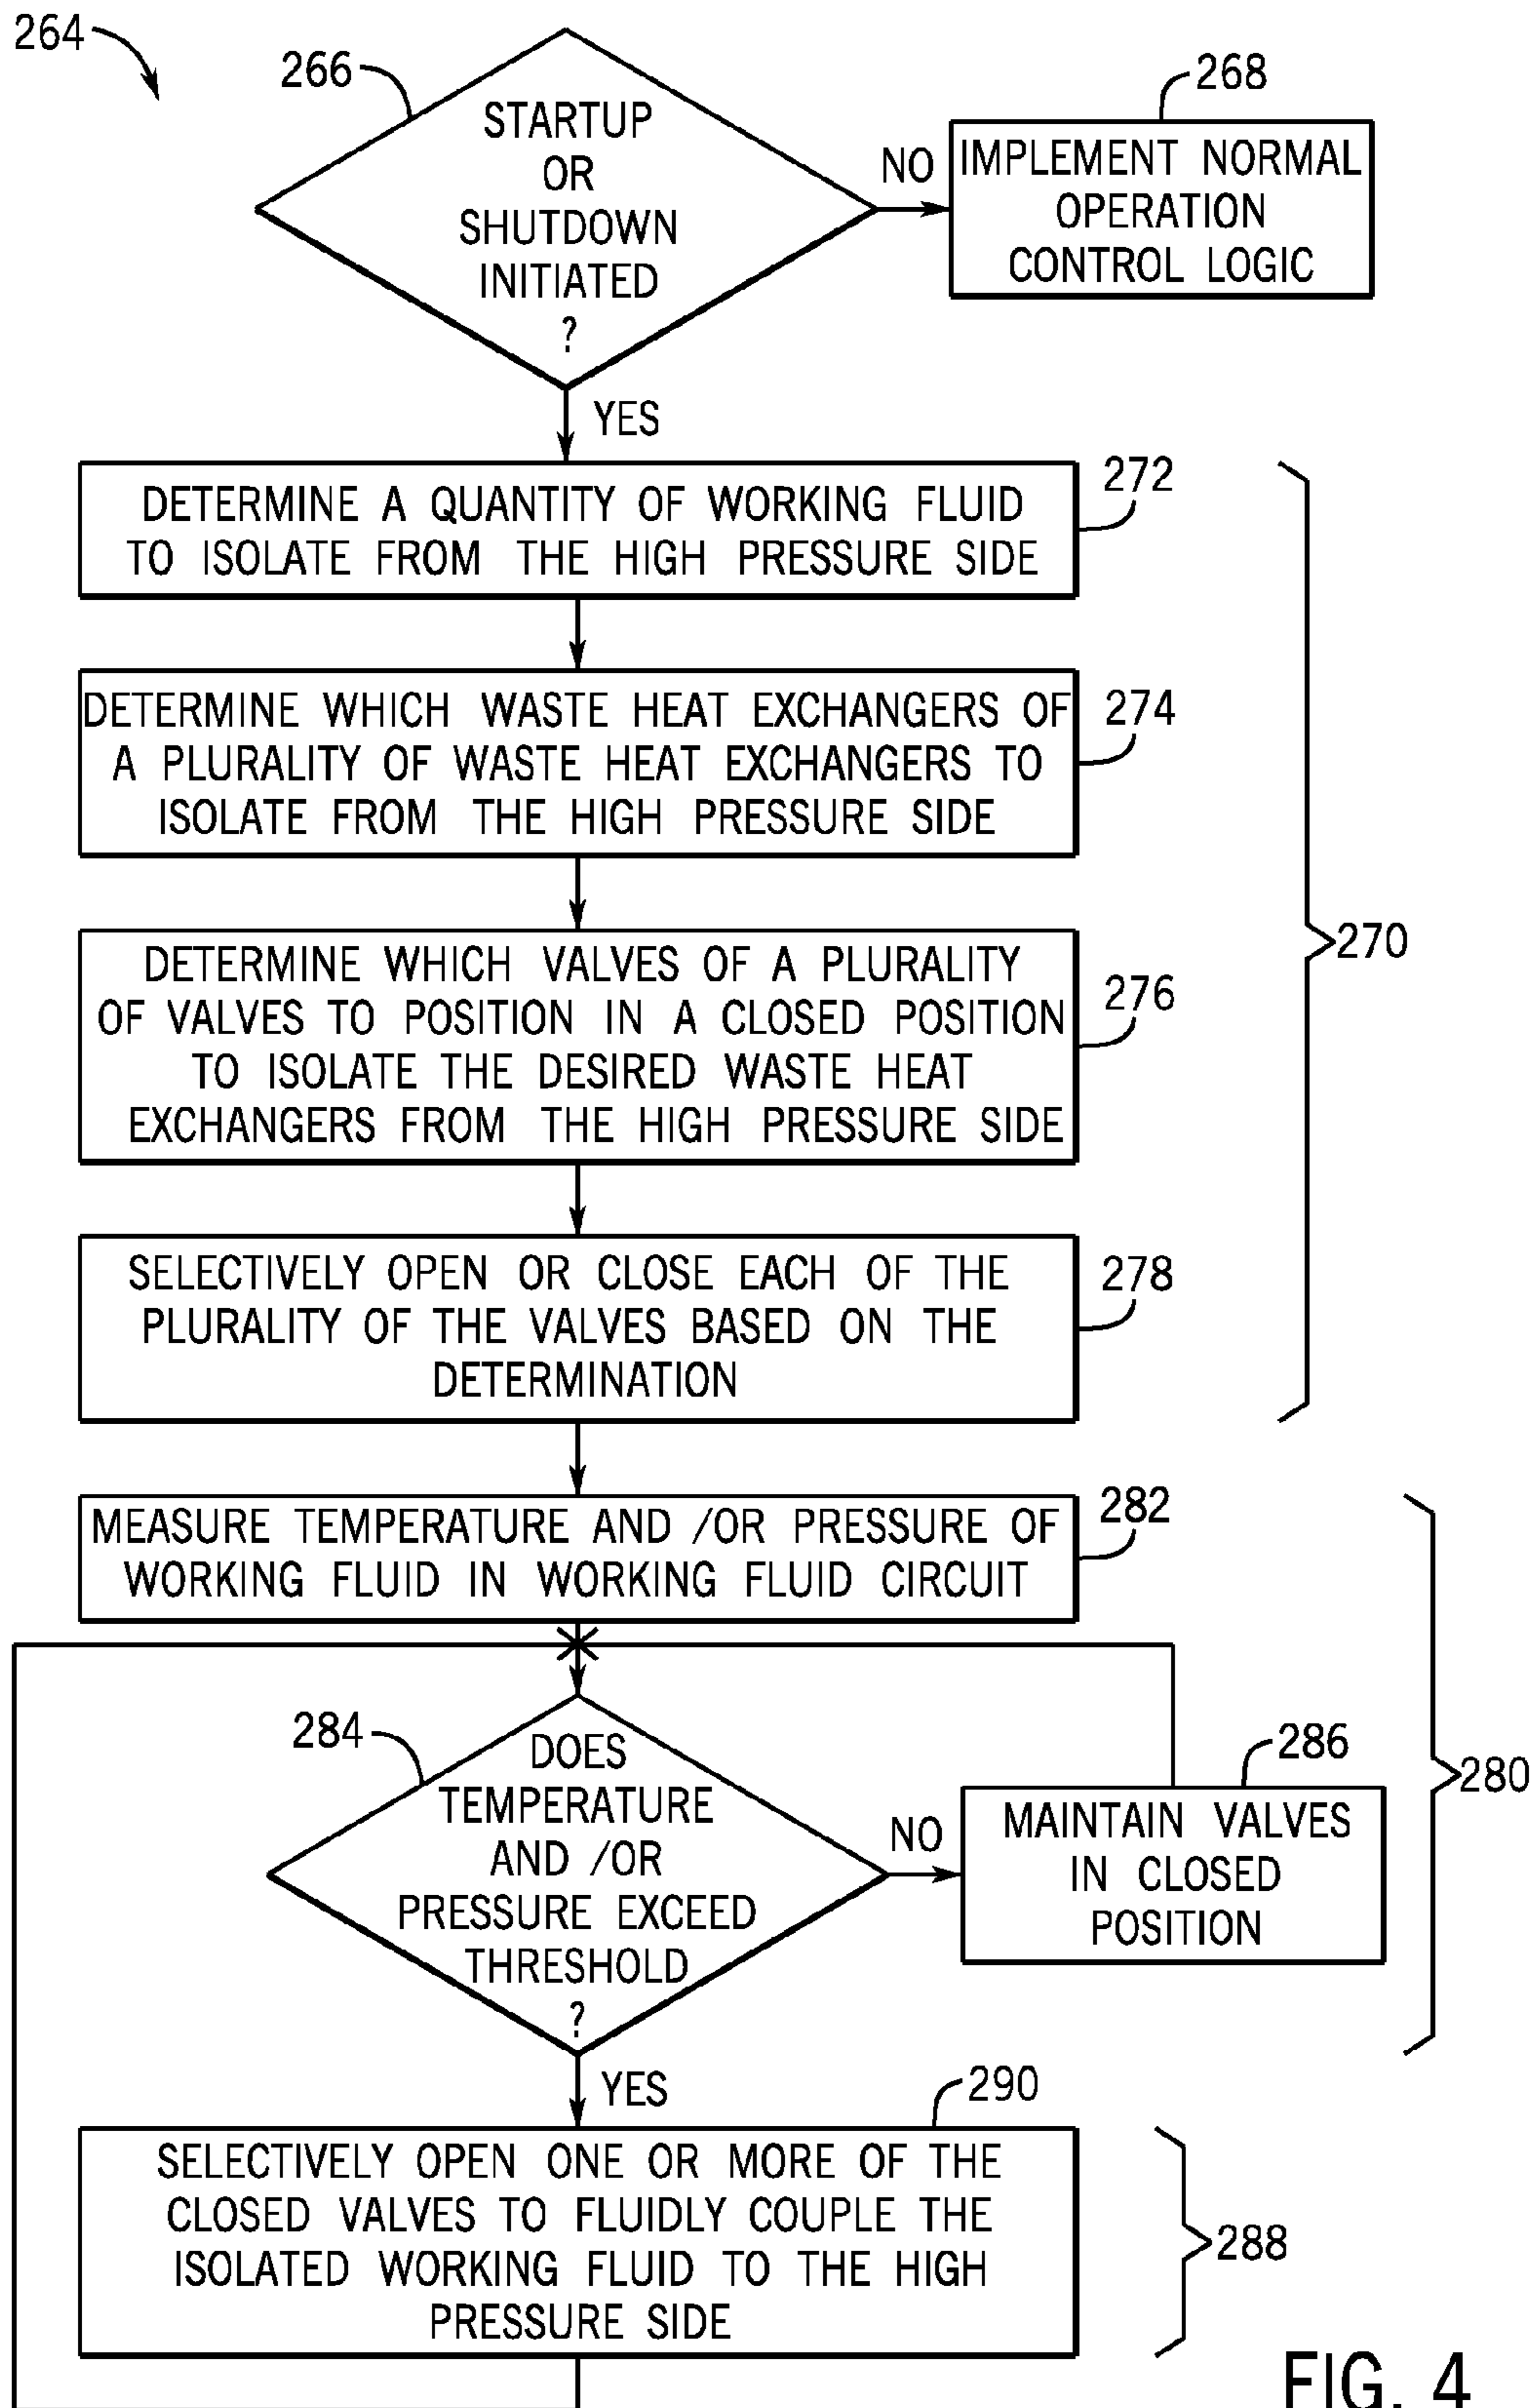 264
266
STARTUP
OR
SHUTDOWN
INITIATED
?
NO
268
IMPLEMENT NORMAL
OPERATION
CONTROL LOGIC
YES
272
DETERMINE A QUANTITY OF WORKING FLUID
TO ISOLATE FROM THE HIGH PRESSURE SIDE
274
DETERMINE WHICH WASTE HEAT EXCHANGERS OF
A PLURALITY OF WASTE HEAT EXCHANGERS TO
ISOLATE FROM THE HIGH PRESSURE SIDE
270
276
DETERMINE WHICH VALVES OF A PLURALITY
OF VALVES TO POSITION IN A CLOSED POSITION
TO ISOLATE THE DESIRED WASTE HEAT
EXCHANGERS FROM THE HIGH PRESSURE SIDE
278
SELECTIVELY OPEN OR CLOSE EACH OF THE
PLURALITY OF THE VALVES BASED ON THE
DETERMINATION
282
MEASURE TEMPERATURE AND /OR PRESSURE OF
WORKING FLUID IN WORKING FLUID CIRCUIT
284
DOES
TEMPERATURE
AND /OR
PRESSURE EXCEED
THRESHOLD
?
NO
286
MAINTAIN VALVES
IN CLOSED
POSITION
280
YES
290
SELECTIVELY OPEN ONE OR MORE OF THE
CLOSED VALVES TO FLUIDLY COUPLE THE
ISOLATED WORKING FLUID TO THE HIGH
PRESSURE SIDE
288
FIG. 4